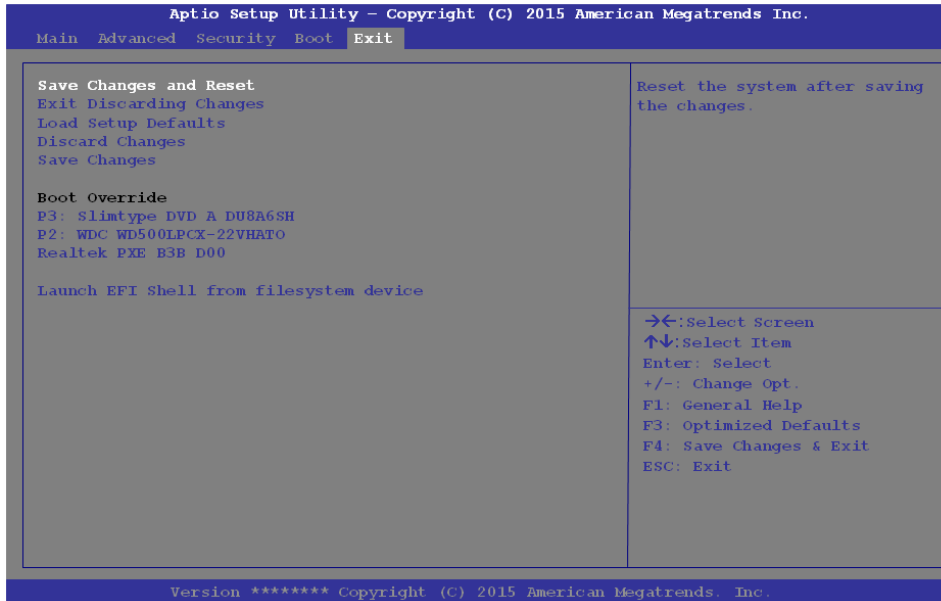 Aptio Setup Utility – Copyright (C) 2015 American Megatrends Inc.
Main Advanced Security Boot Exit
Save Changes and Reset
Exit Discarding Changes
Load Setup Defaults
Discard Changes
Save Changes
Boot Override
P3: Slimtype DVD A DU8A6SH
P2: WDC WD500LPCX-22VHATO
Realtek PXE B3B D00
Launch EFI Shell from filesystem device
Reset the system after saving
the changes.
→←:Select Screen
↑↓:Select Item
Enter: Select
+/-: Change Opt.
F1: General Help
F3: Optimized Defaults
F4: Save Changes & Exit
ESC: Exit
Version ******** Copyright (C) 2015 American Megatrends. Inc.